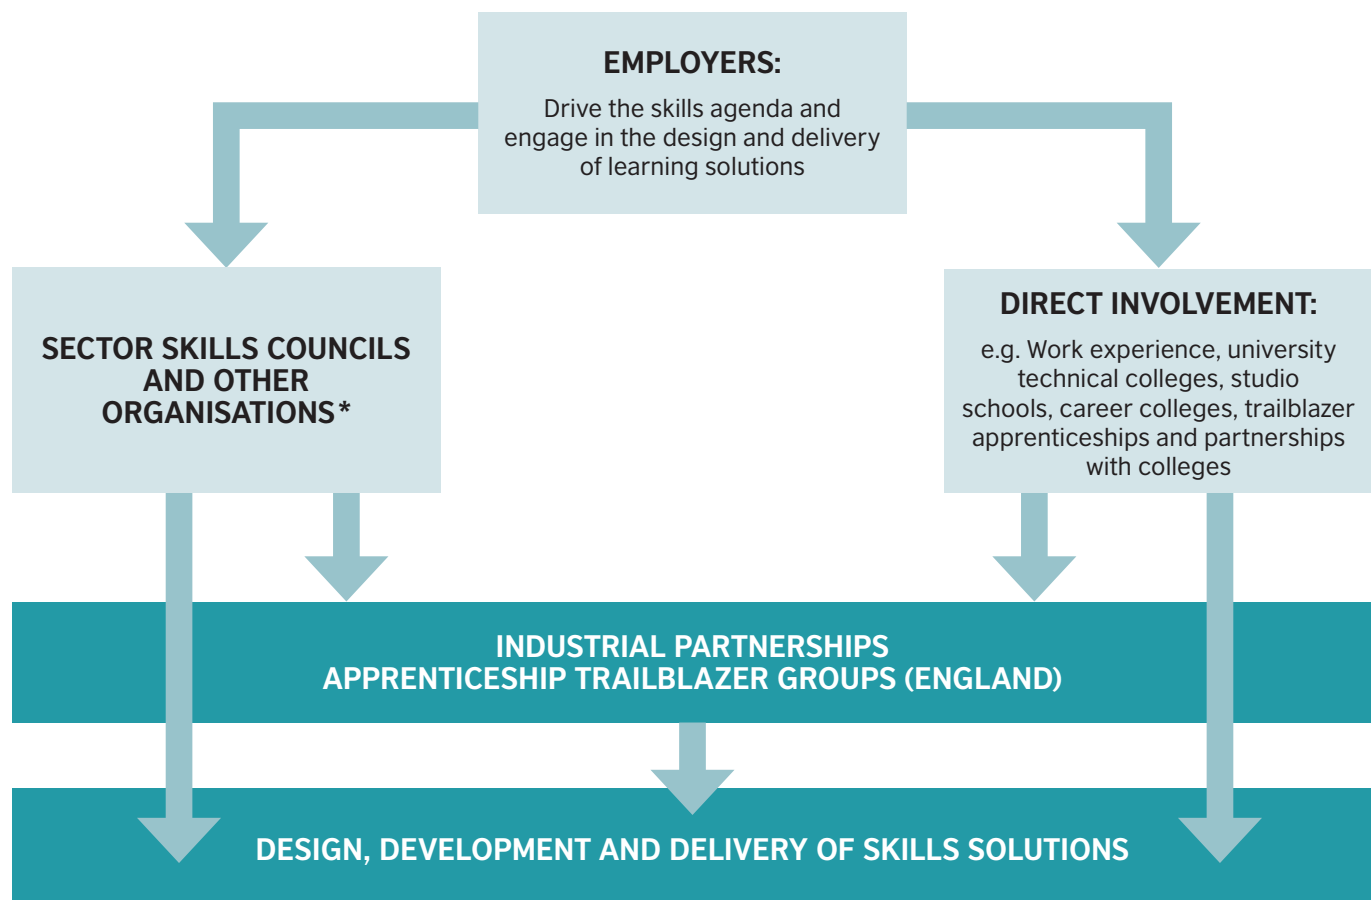 EMPLOYERS:
Drive the skills agenda and
engage in the design and delivery
of learning solutions
SECTOR SKILLS COUNCILS
AND OTHER
ORGANISATIONS*
DIRECT INVOLVEMENT:
e.g. Work experience, university
technical colleges, studio
schools, career colleges, trailblazer
apprenticeships and partnerships
with colleges
INDUSTRIAL PARTNERSHIPS
APPRENTICESHIP TRAILBLAZER GROUPS (ENGLAND)
DESIGN, DEVELOPMENT AND DELIVERY OF SKILLS SOLUTIONS